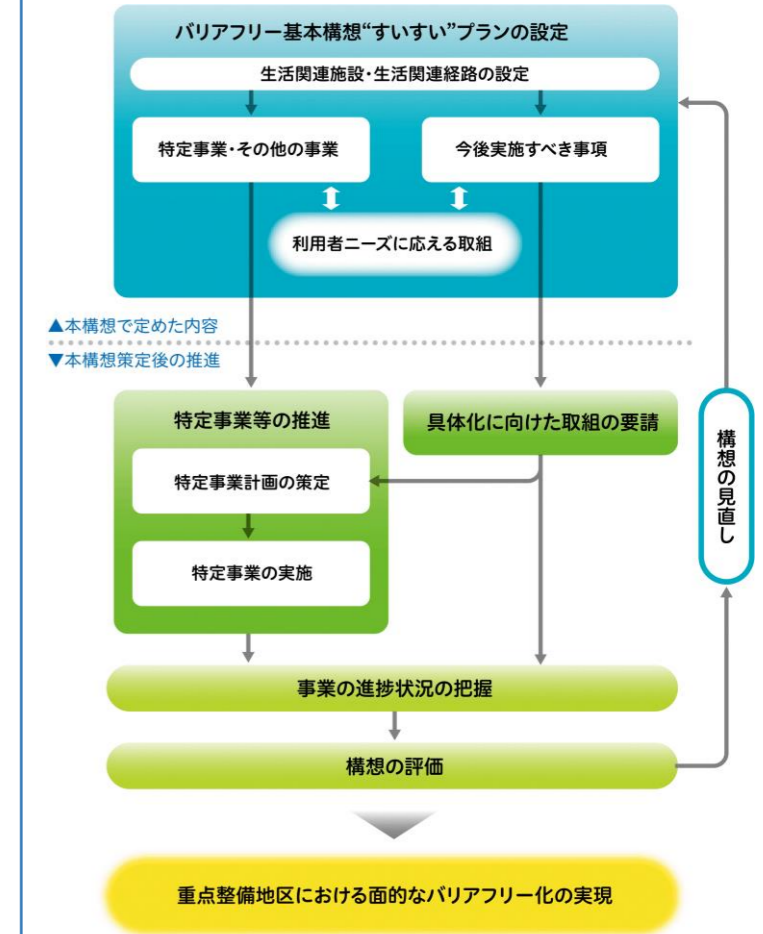 バリアフリー基本構想“すいすい”プランの設定
生活関連施設・生活関連経路の設定
特定事業・その他の事業
今後実施すべき事項
利用者ニーズに応える取組
▲本構想で定めた内容
▼本構想策定後の推進
特定事業等の推進
具体化に向けた取組の要請
特定事業計画の策定
特定事業の実施
構想の見直し
事業の進捗状況の把握
構想の評価
重点整備地区における面的なバリアフリー化の実現